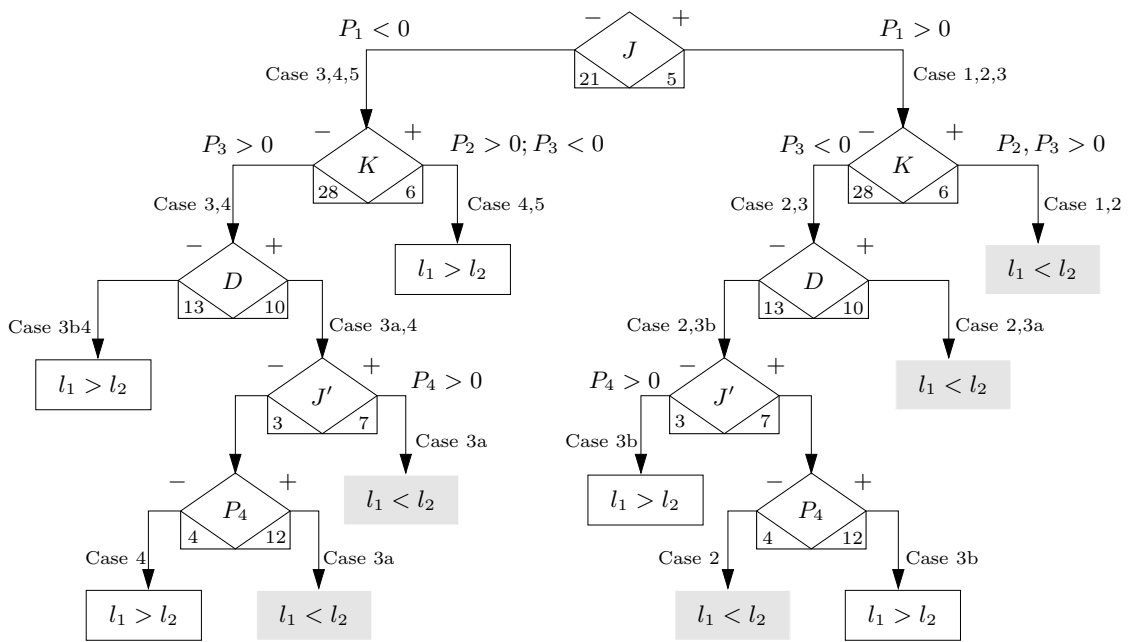 P₁ < 0 − + P₁ > 0
J
21 5
Case 3,4,5 Case 1,2,3
P₃ > 0 − + P₂ > 0; P₃ < 0 P₃ < 0 − + P₂, P₃ > 0
K K
28 6 28 6
Case 3,4 Case 4,5 Case 2,3 Case 1,2
− + − +
l₁ > l₂ l₁ < l₂
D D
13 10 13 10
Case 3b4 Case 3a,4 Case 2,3b Case 2,3a
− + P₄ > 0 P₄ > 0 − +
l₁ > l₂ J′ J′ l₁ < l₂
3 7 3 7
Case 3a Case 3b
− + − +
l₁ < l₂ l₁ > l₂
P₄ P₄
4 12 4 12
Case 4 Case 3a Case 2 Case 3b
l₁ > l₂ l₁ < l₂ l₁ < l₂ l₁ > l₂